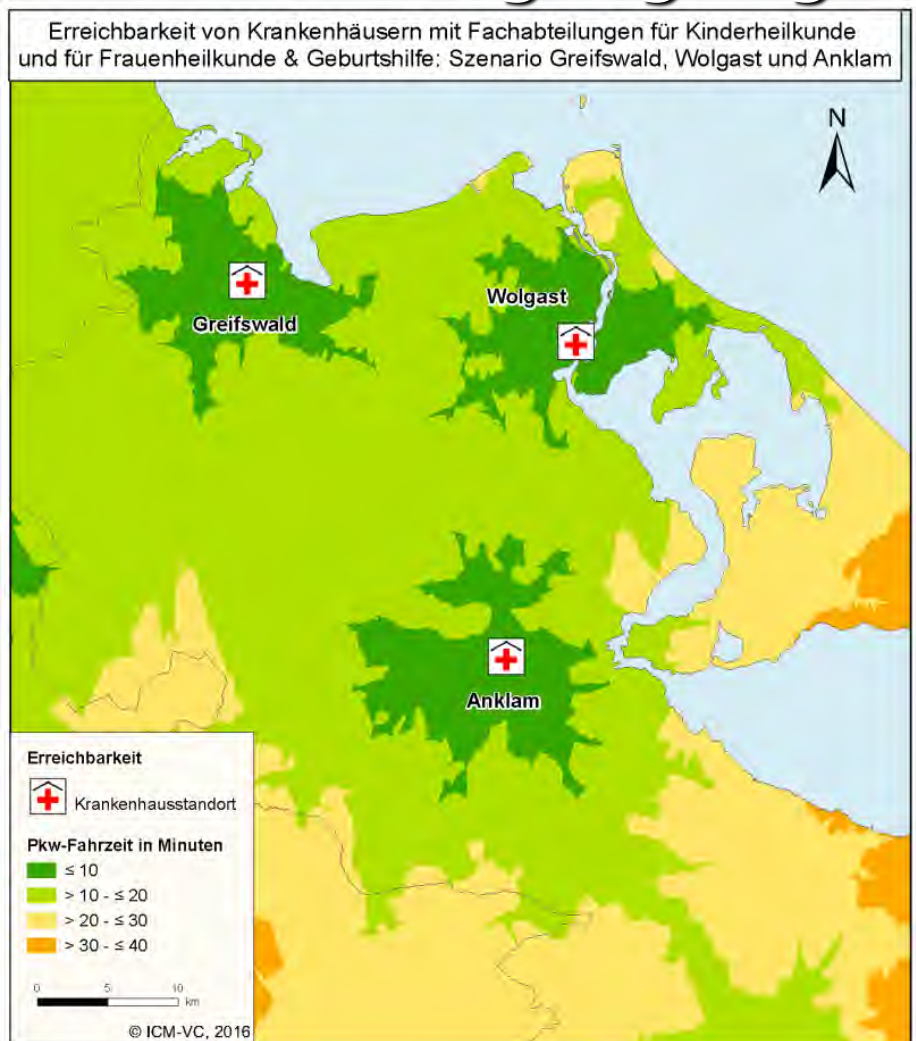 Erreichbarkeit von Krankenhäusern mit Fachabteilungen für Kinderheilkunde
und für Frauenheilkunde & Geburtshilfe: Szenario Greifswald, Wolgast und Anklam
N
Wolgast
Greifswald
Anklam
Erreichbarkeit
Krankenhausstandort
Pkw-Fahrzeit in Minuten
≤ 10
> 10 - ≤ 20
> 20 - ≤ 30
> 30 - ≤ 40
0 5 10
km
© ICM-VC, 2016